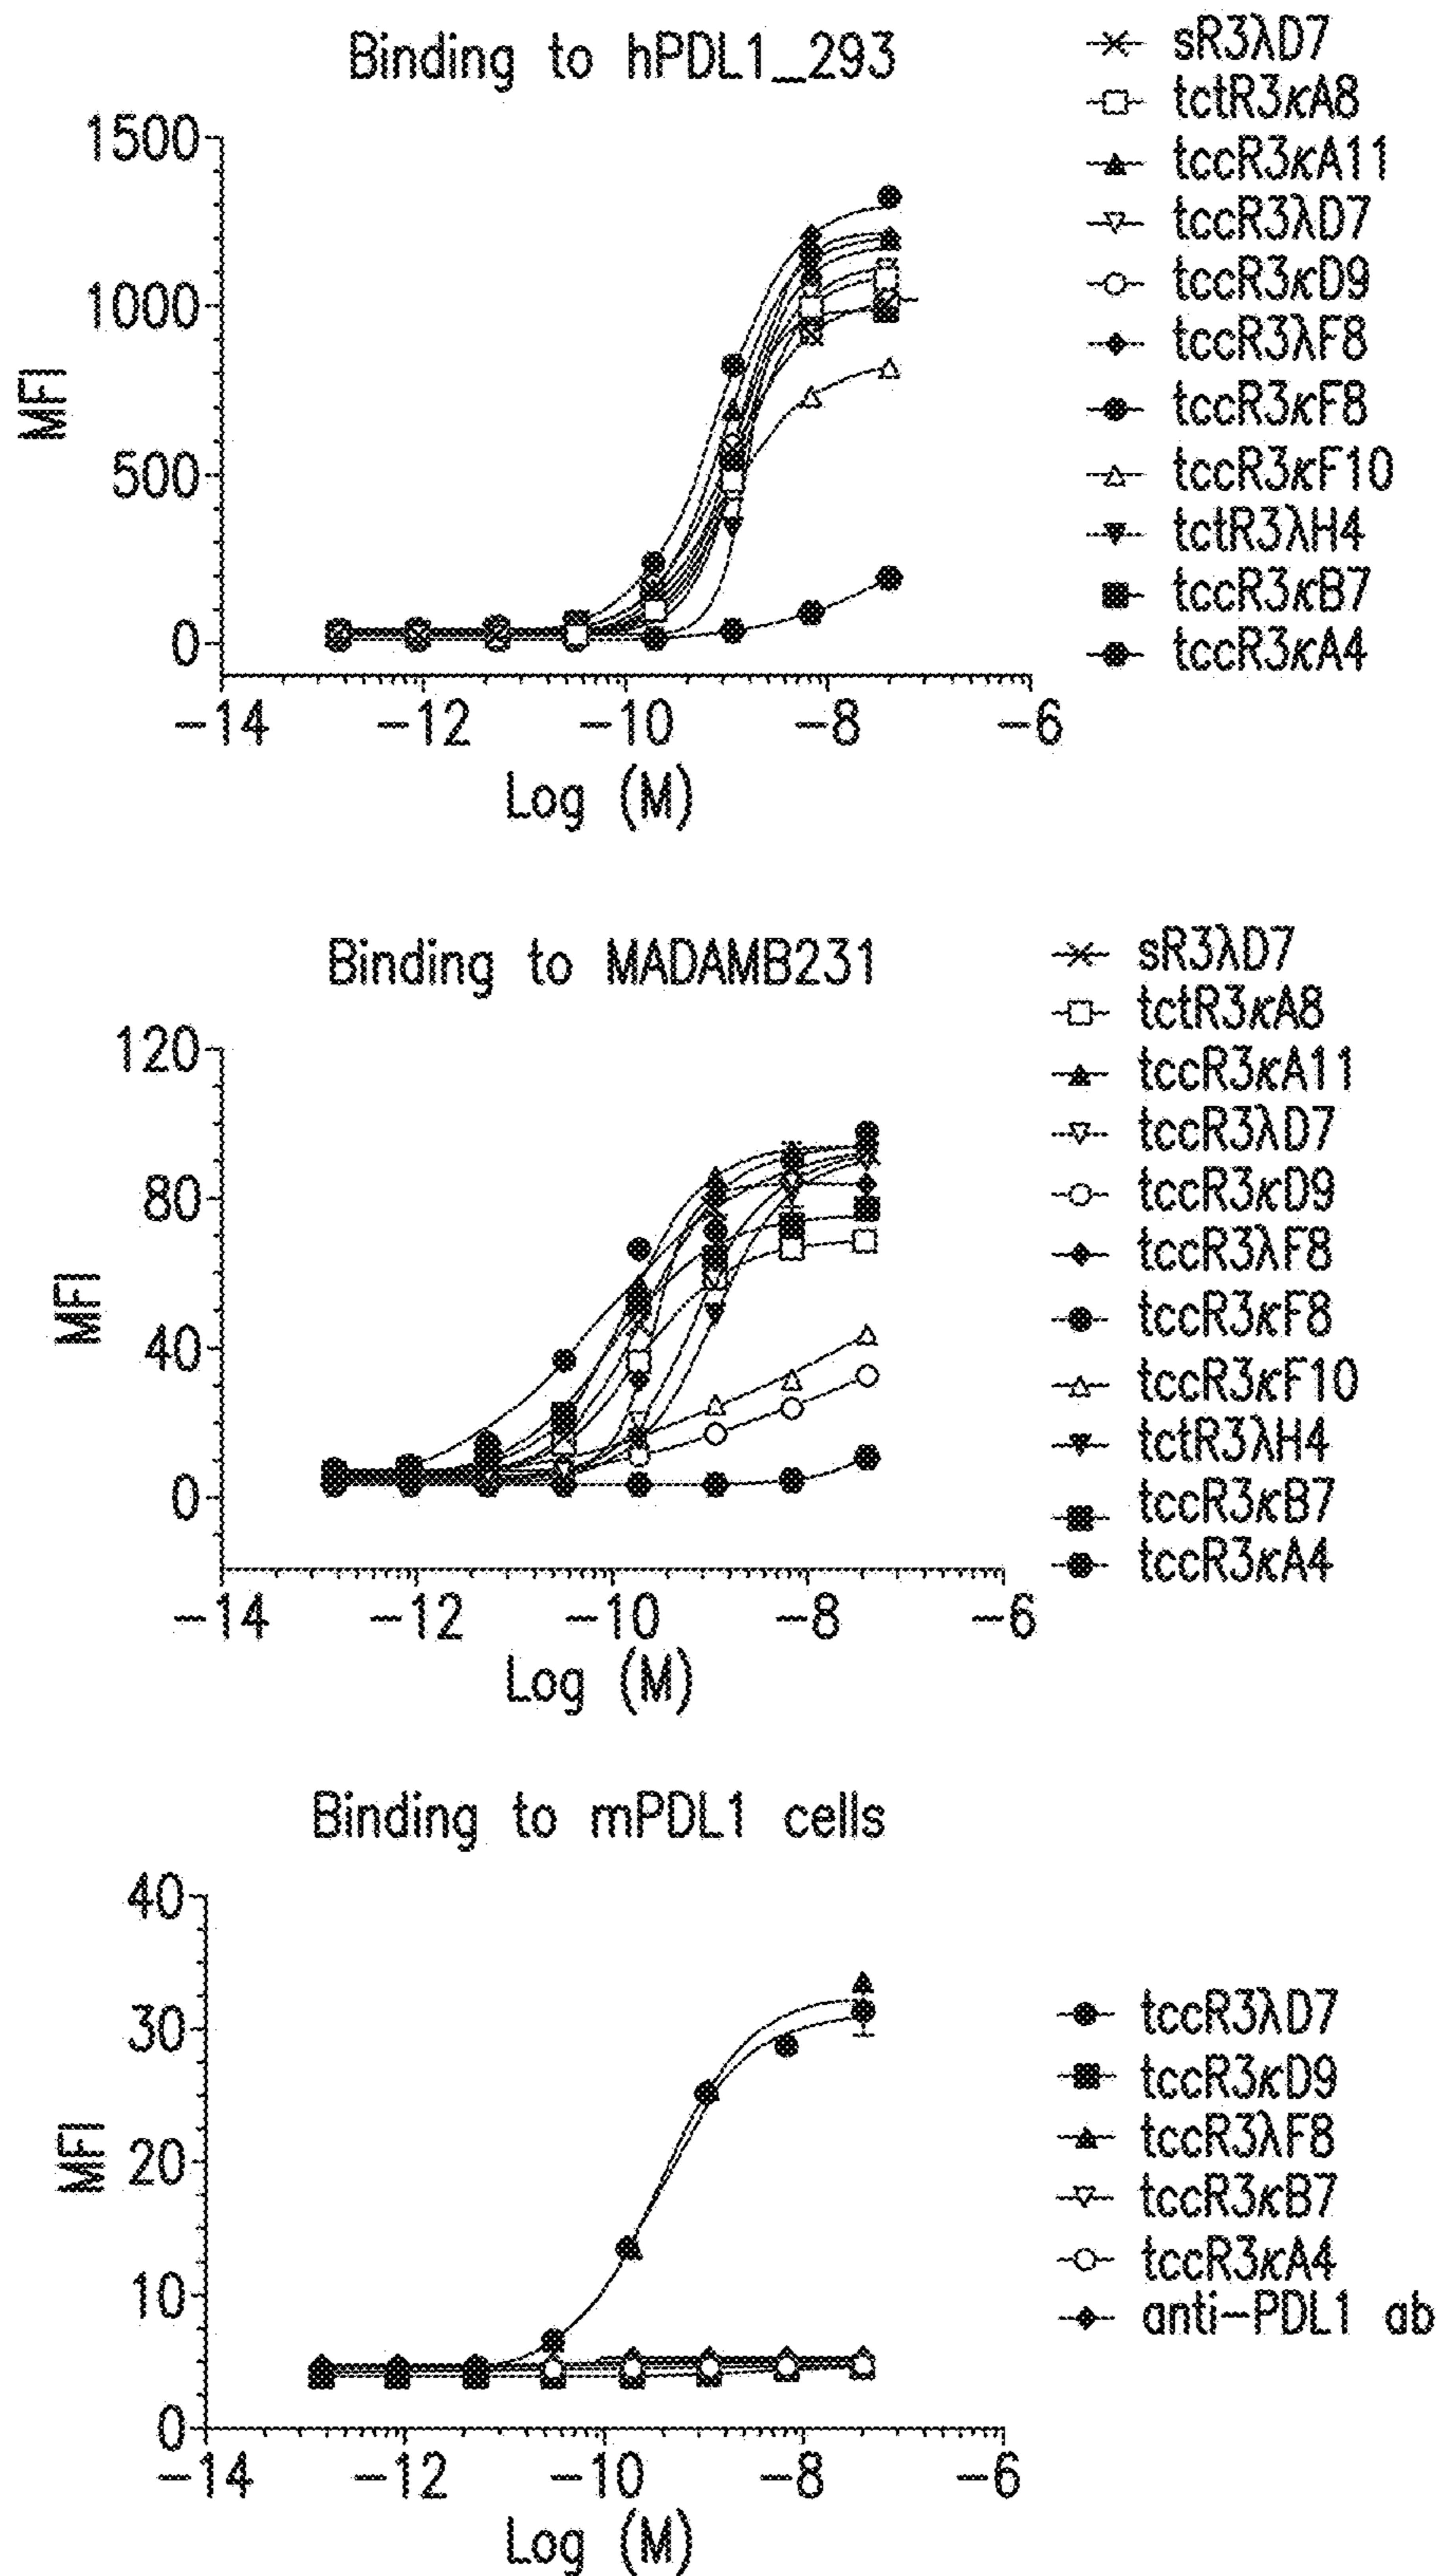 Binding to hPDL1_293
1500
1000
500
0
MFI
−14 −12 −10 −8 −6
Log (M)
sR3λD7
tctR3κA8
tccR3κA11
tccR3λD7
tccR3κD9
tccR3λF8
tccR3κF8
tccR3κF10
tctR3λH4
tccR3κB7
tccR3κA4
Binding to MADAMB231
120
80
40
0
MFI
−14 −12 −10 −8 −6
Log (M)
sR3λD7
tctR3κA8
tccR3κA11
tccR3λD7
tccR3κD9
tccR3λF8
tccR3κF8
tccR3κF10
tctR3λH4
tccR3κB7
tccR3κA4
Binding to mPDL1 cells
40
30
20
10
0
MFI
−14 −12 −10 −8 −6
Log (M)
tccR3λD7
tccR3κD9
tccR3λF8
tccR3κB7
tccR3κA4
anti−PDL1 ab